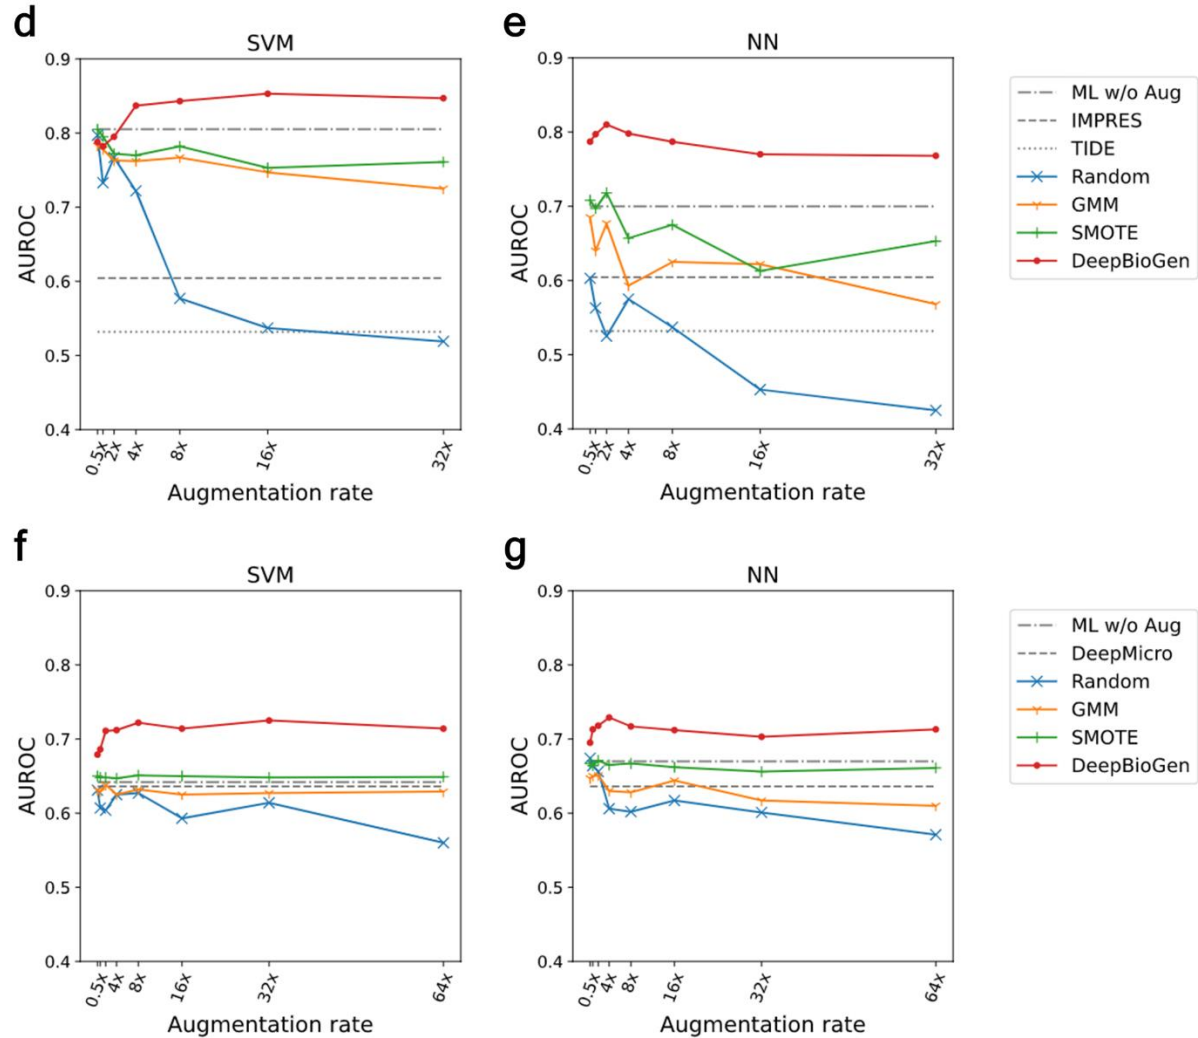 d
SVM
0.9
0.8
0.7
0.6
0.5
0.4
AUROC
0.5x
2x
4x
8x
16x
32x
Augmentation rate
e
NN
0.9
0.8
0.7
0.6
0.5
0.4
AUROC
0.5x
2x
4x
8x
16x
32x
Augmentation rate
ML w/o Aug
IMPRES
TIDE
Random
GMM
SMOTE
DeepBioGen
f
SVM
0.9
0.8
0.7
0.6
0.5
0.4
AUROC
0.5x
4x
8x
16x
32x
64x
Augmentation rate
g
NN
0.9
0.8
0.7
0.6
0.5
0.4
AUROC
0.5x
4x
8x
16x
32x
64x
Augmentation rate
ML w/o Aug
DeepMicro
Random
GMM
SMOTE
DeepBioGen